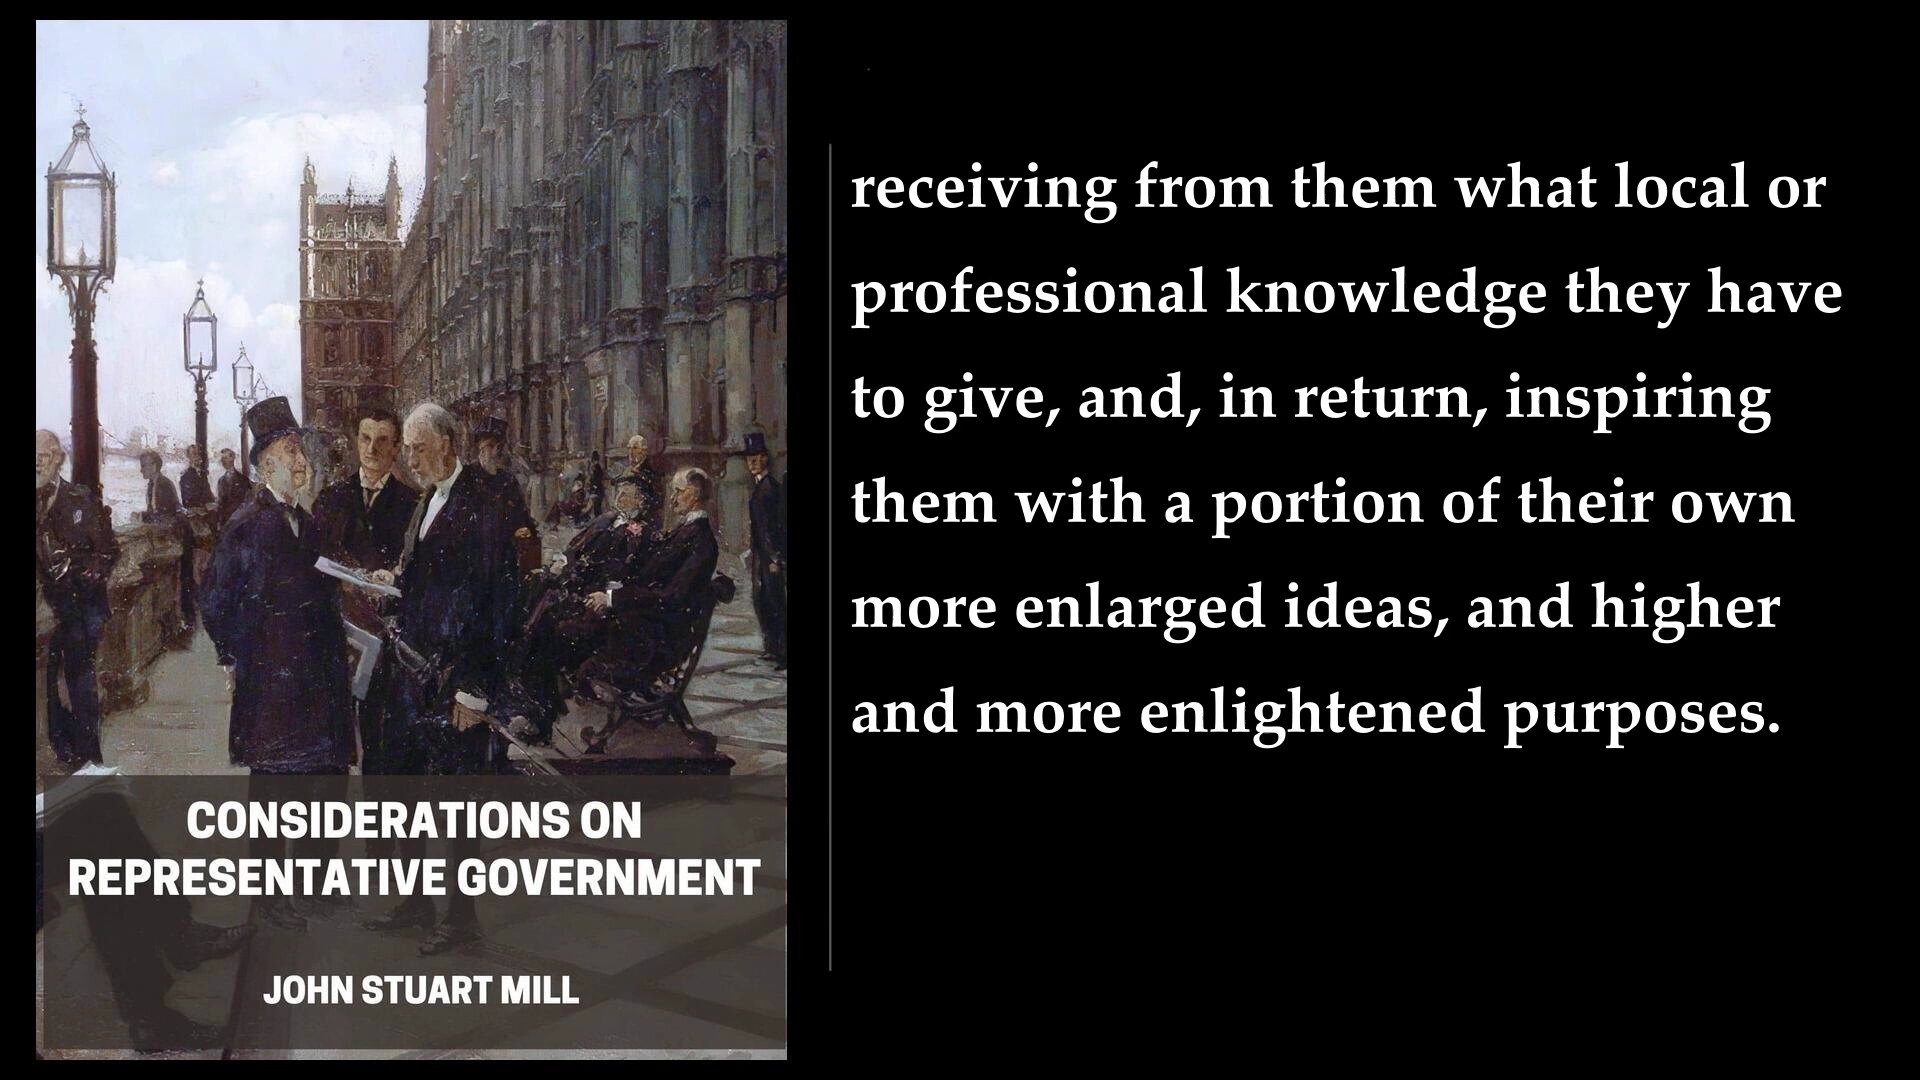 receiving from them what local or
professional knowledge they have
to give, and, in return, inspiring
them with a portion of their own
more enlarged ideas, and higher
and more enlightened purposes.
CONSIDERATIONS ON
REPRESENTATIVE GOVERNMENT
JOHN STUART MILL